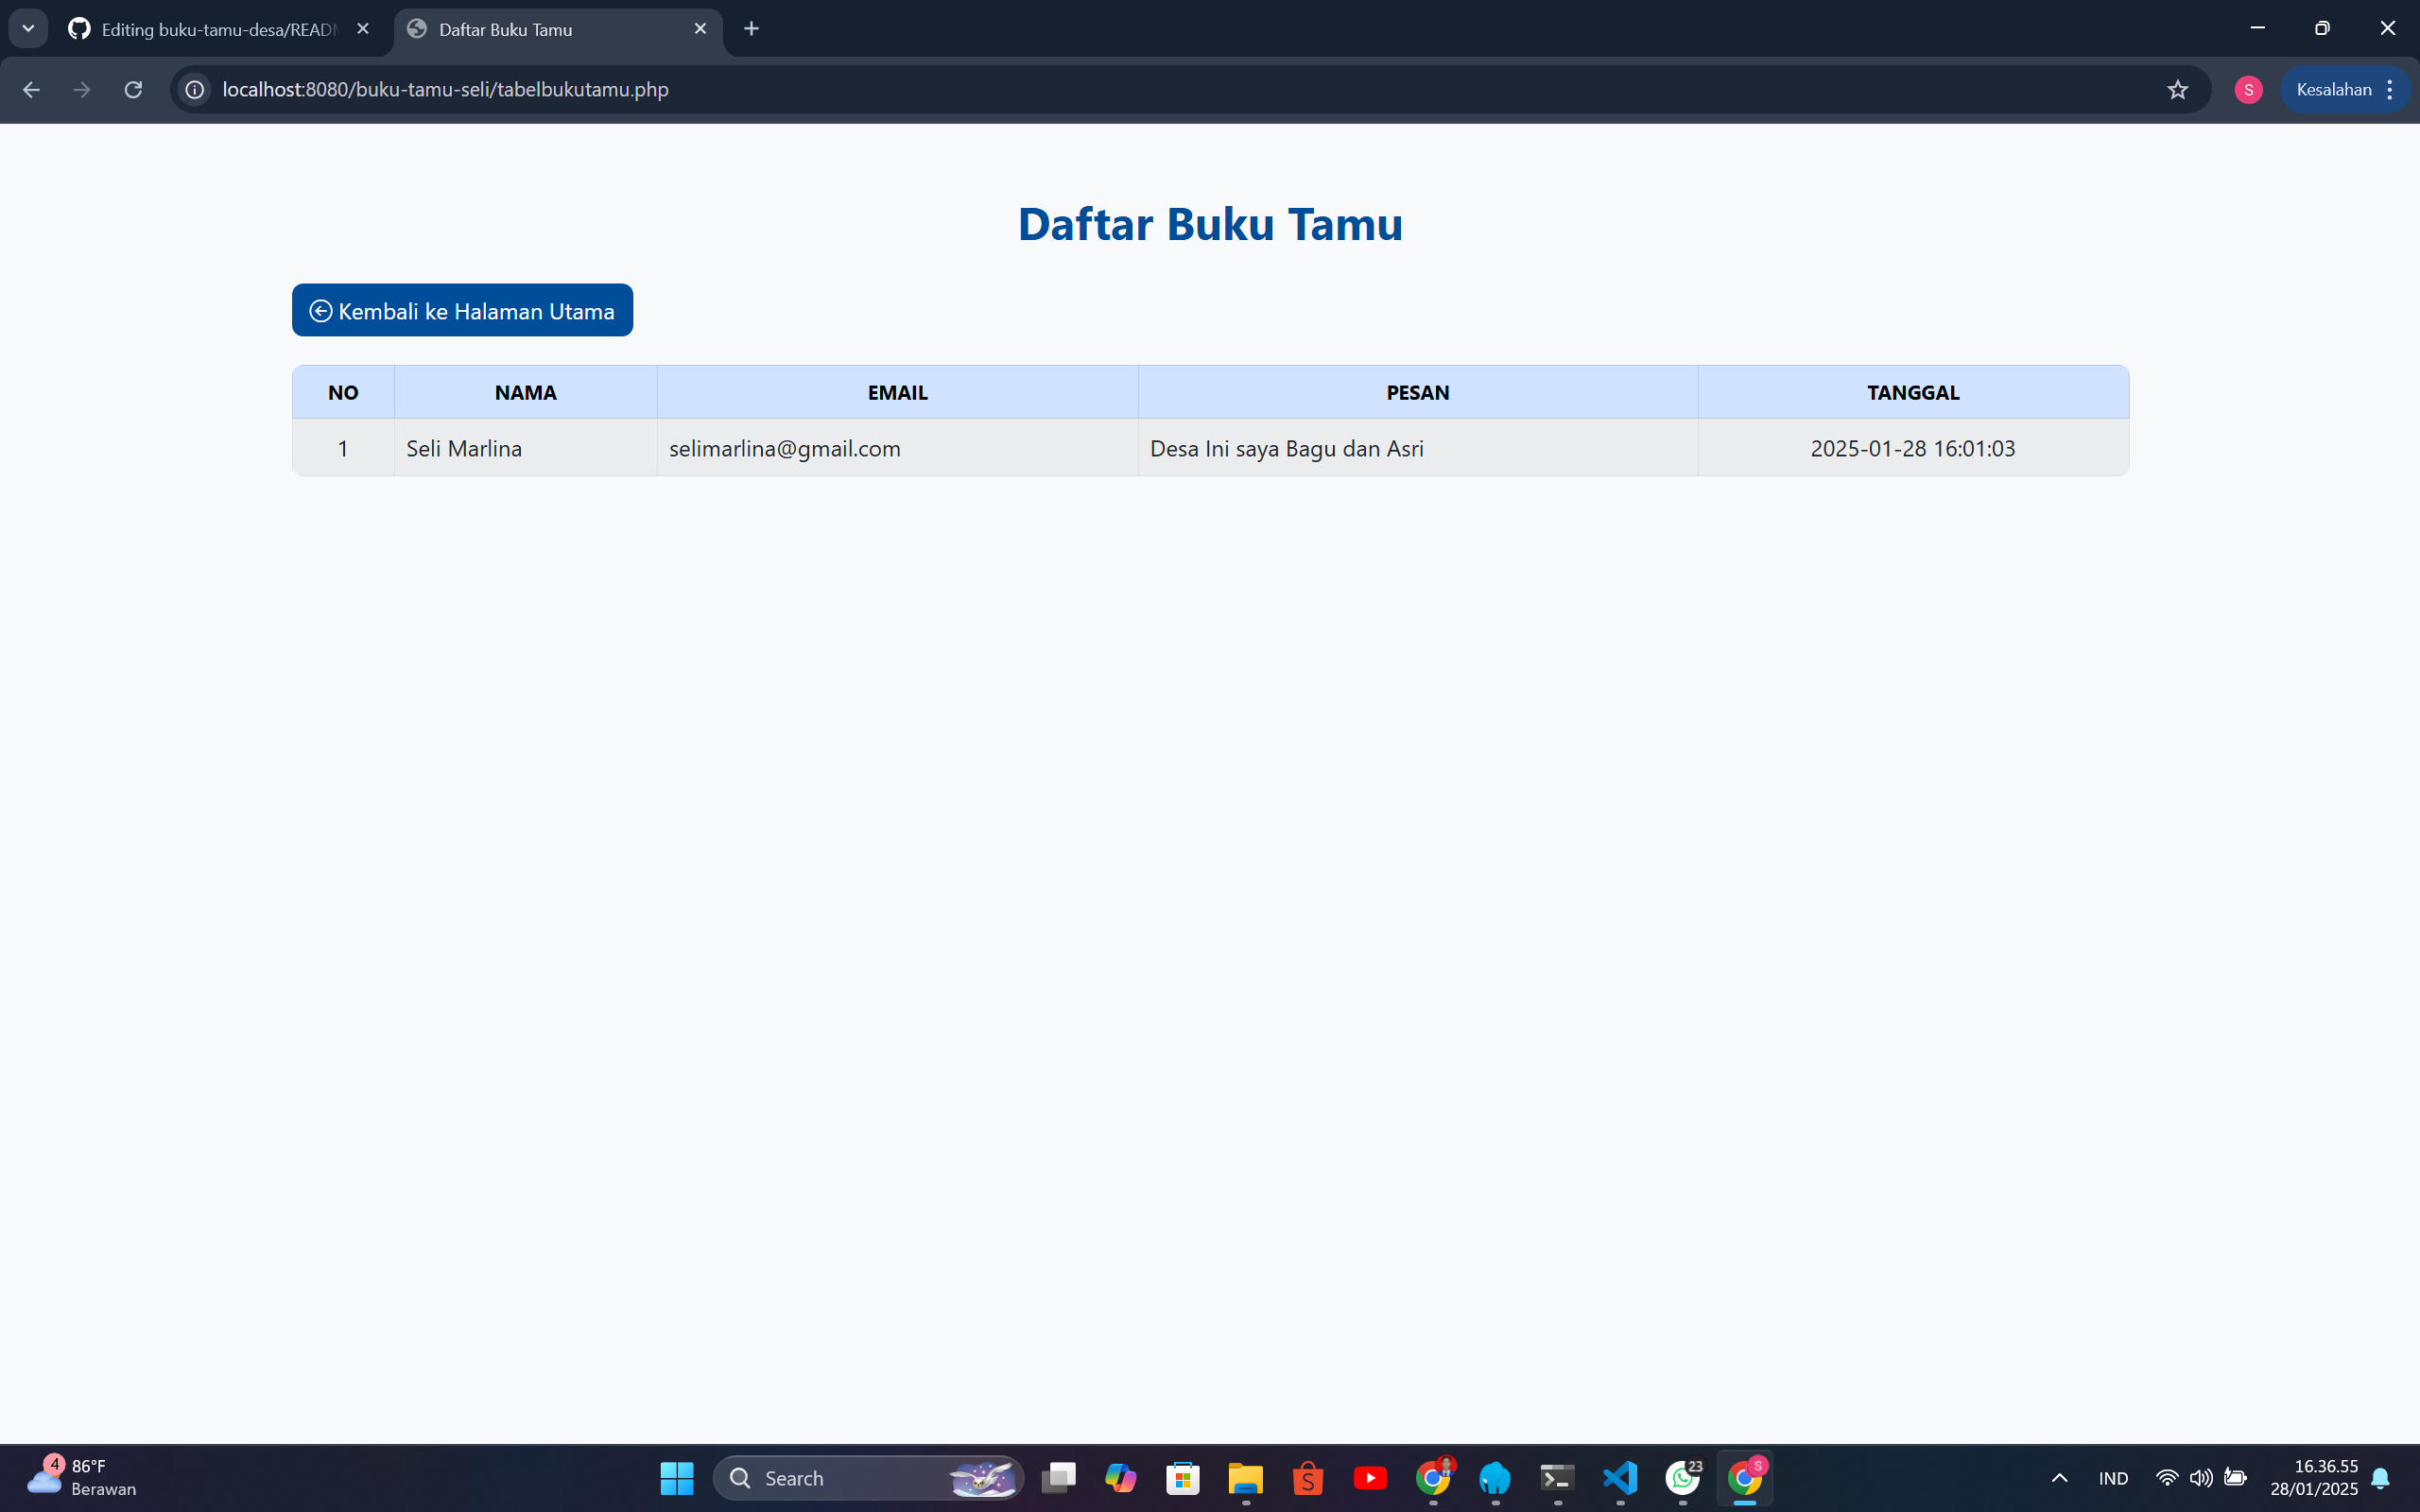 Editing buku-tamu-desa/READ
Daftar Buku Tamu
localhost:8080/buku-tamu-seli/tabelbukutamu.php
S
Kesalahan
Daftar Buku Tamu
Kembali ke Halaman Utama
NO NAMA EMAIL PESAN TANGGAL
1 Seli Marlina selimarlina@gmail.com Desa Ini saya Bagu dan Asri 2025-01-28 16:01:03
4
86°F
Berawan
Search
S
23
S
IND
16.36.55
28/01/2025